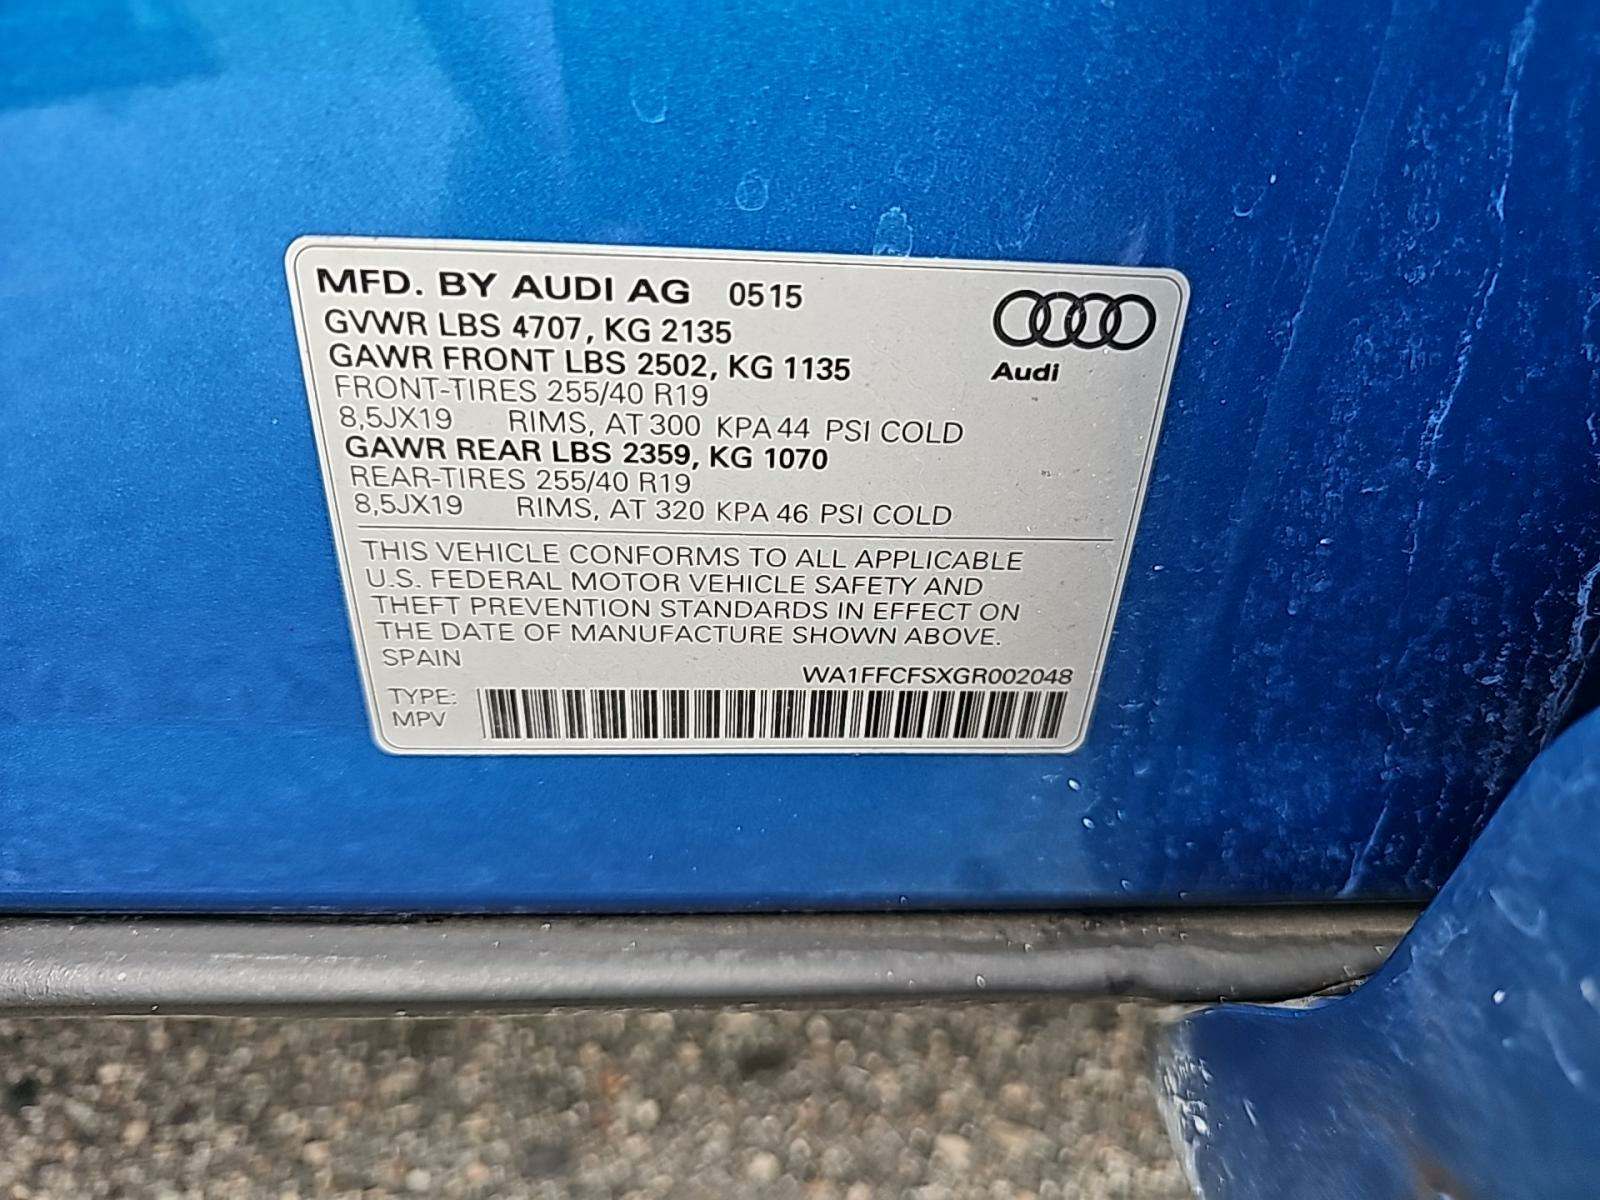 MFD. BY AUDI AG 0515
GVWR LBS 4707, KG 2135
GAWR FRONT LBS 2502, KG 1135
FRONT-TIRES 255/40 R19
8,5JX19 RIMS, AT 300 KPA 44 PSI COLD
GAWR REAR LBS 2359, KG 1070
REAR-TIRES 255/40 R19
8,5JX19 RIMS, AT 320 KPA 46 PSI COLD
Audi
THIS VEHICLE CONFORMS TO ALL APPLICABLE
U.S. FEDERAL MOTOR VEHICLE SAFETY AND
THEFT PREVENTION STANDARDS IN EFFECT ON
THE DATE OF MANUFACTURE SHOWN ABOVE.
SPAIN
WA1FFCFSXGR002048
TYPE:
MPV